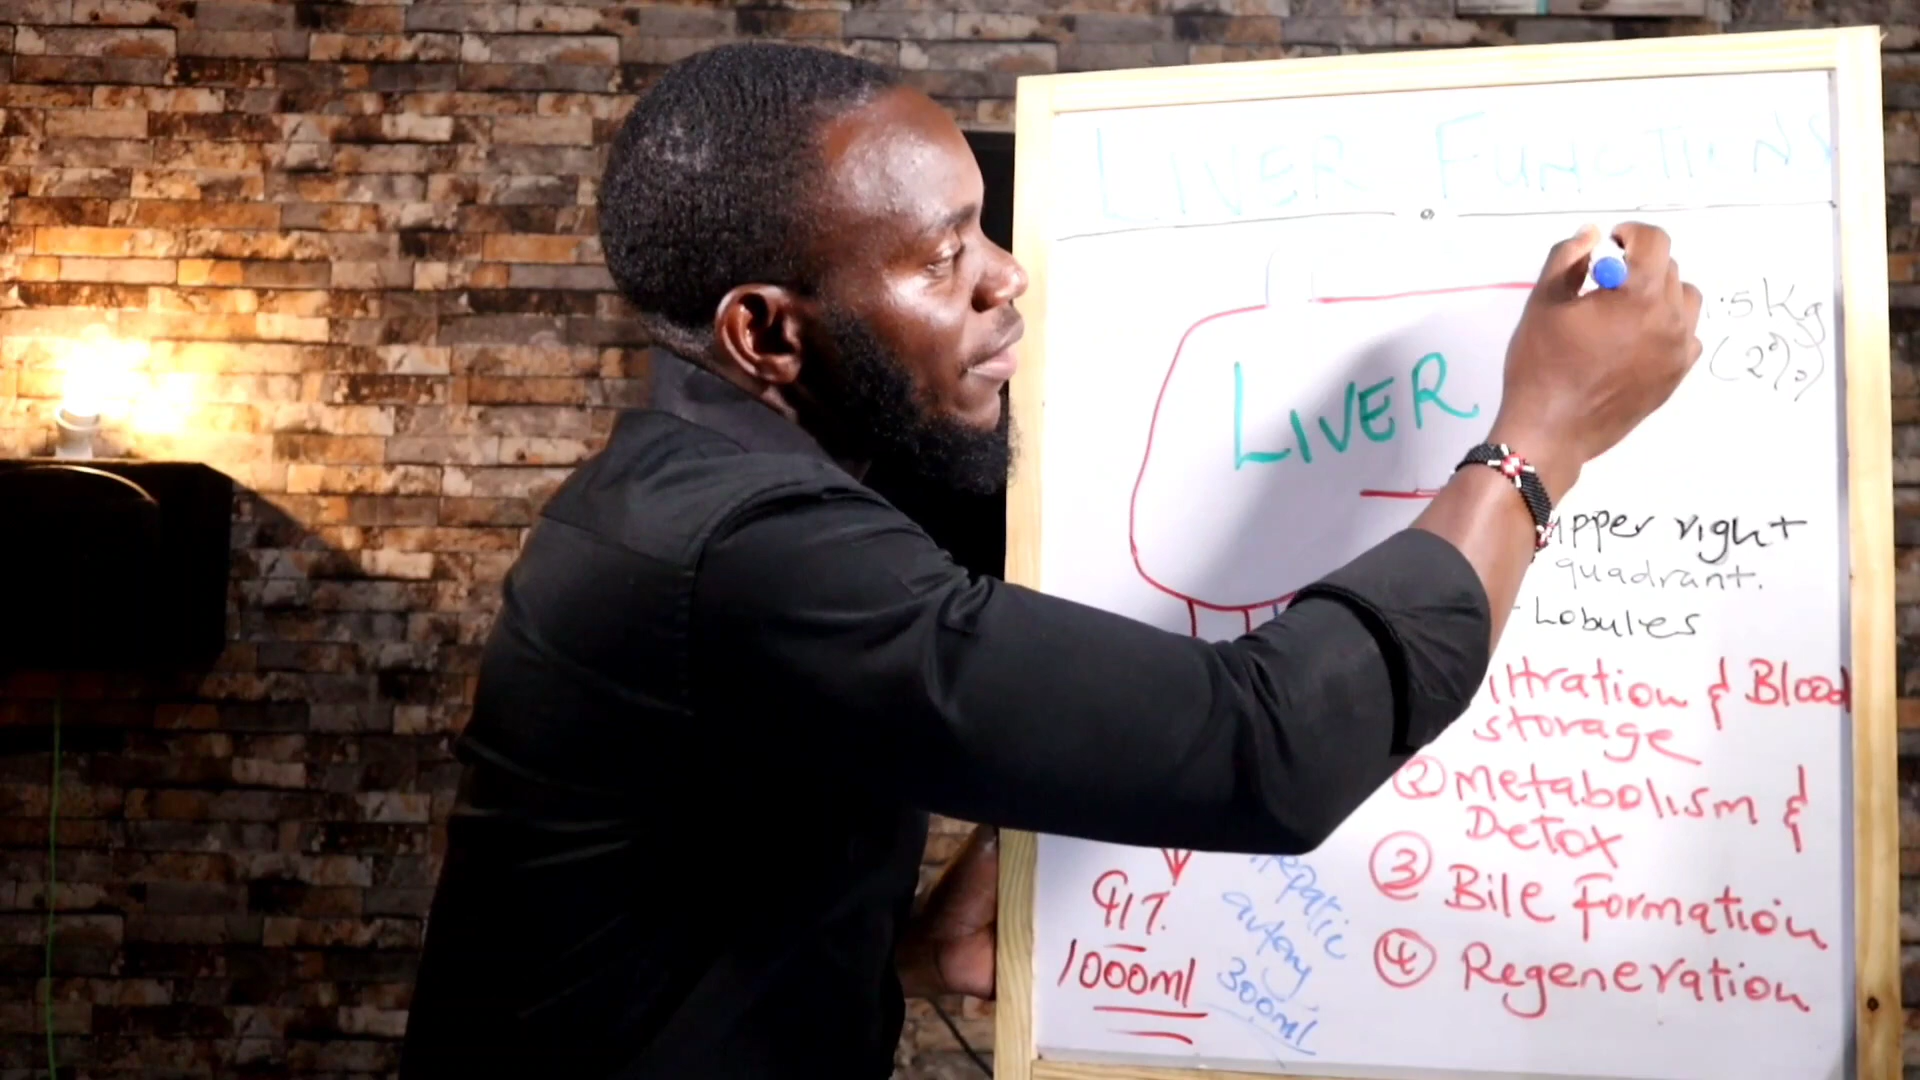 LIVER FUNCTIONS
.5Kg
(2%)
LIVER
upper right
quadrant.
- Lobules
iltration & Blood
storage
② Metabolism &
Detox
③ Bile Formation
④ Regeneration
GIT.
1000ml
Hepatic
artery
300ml